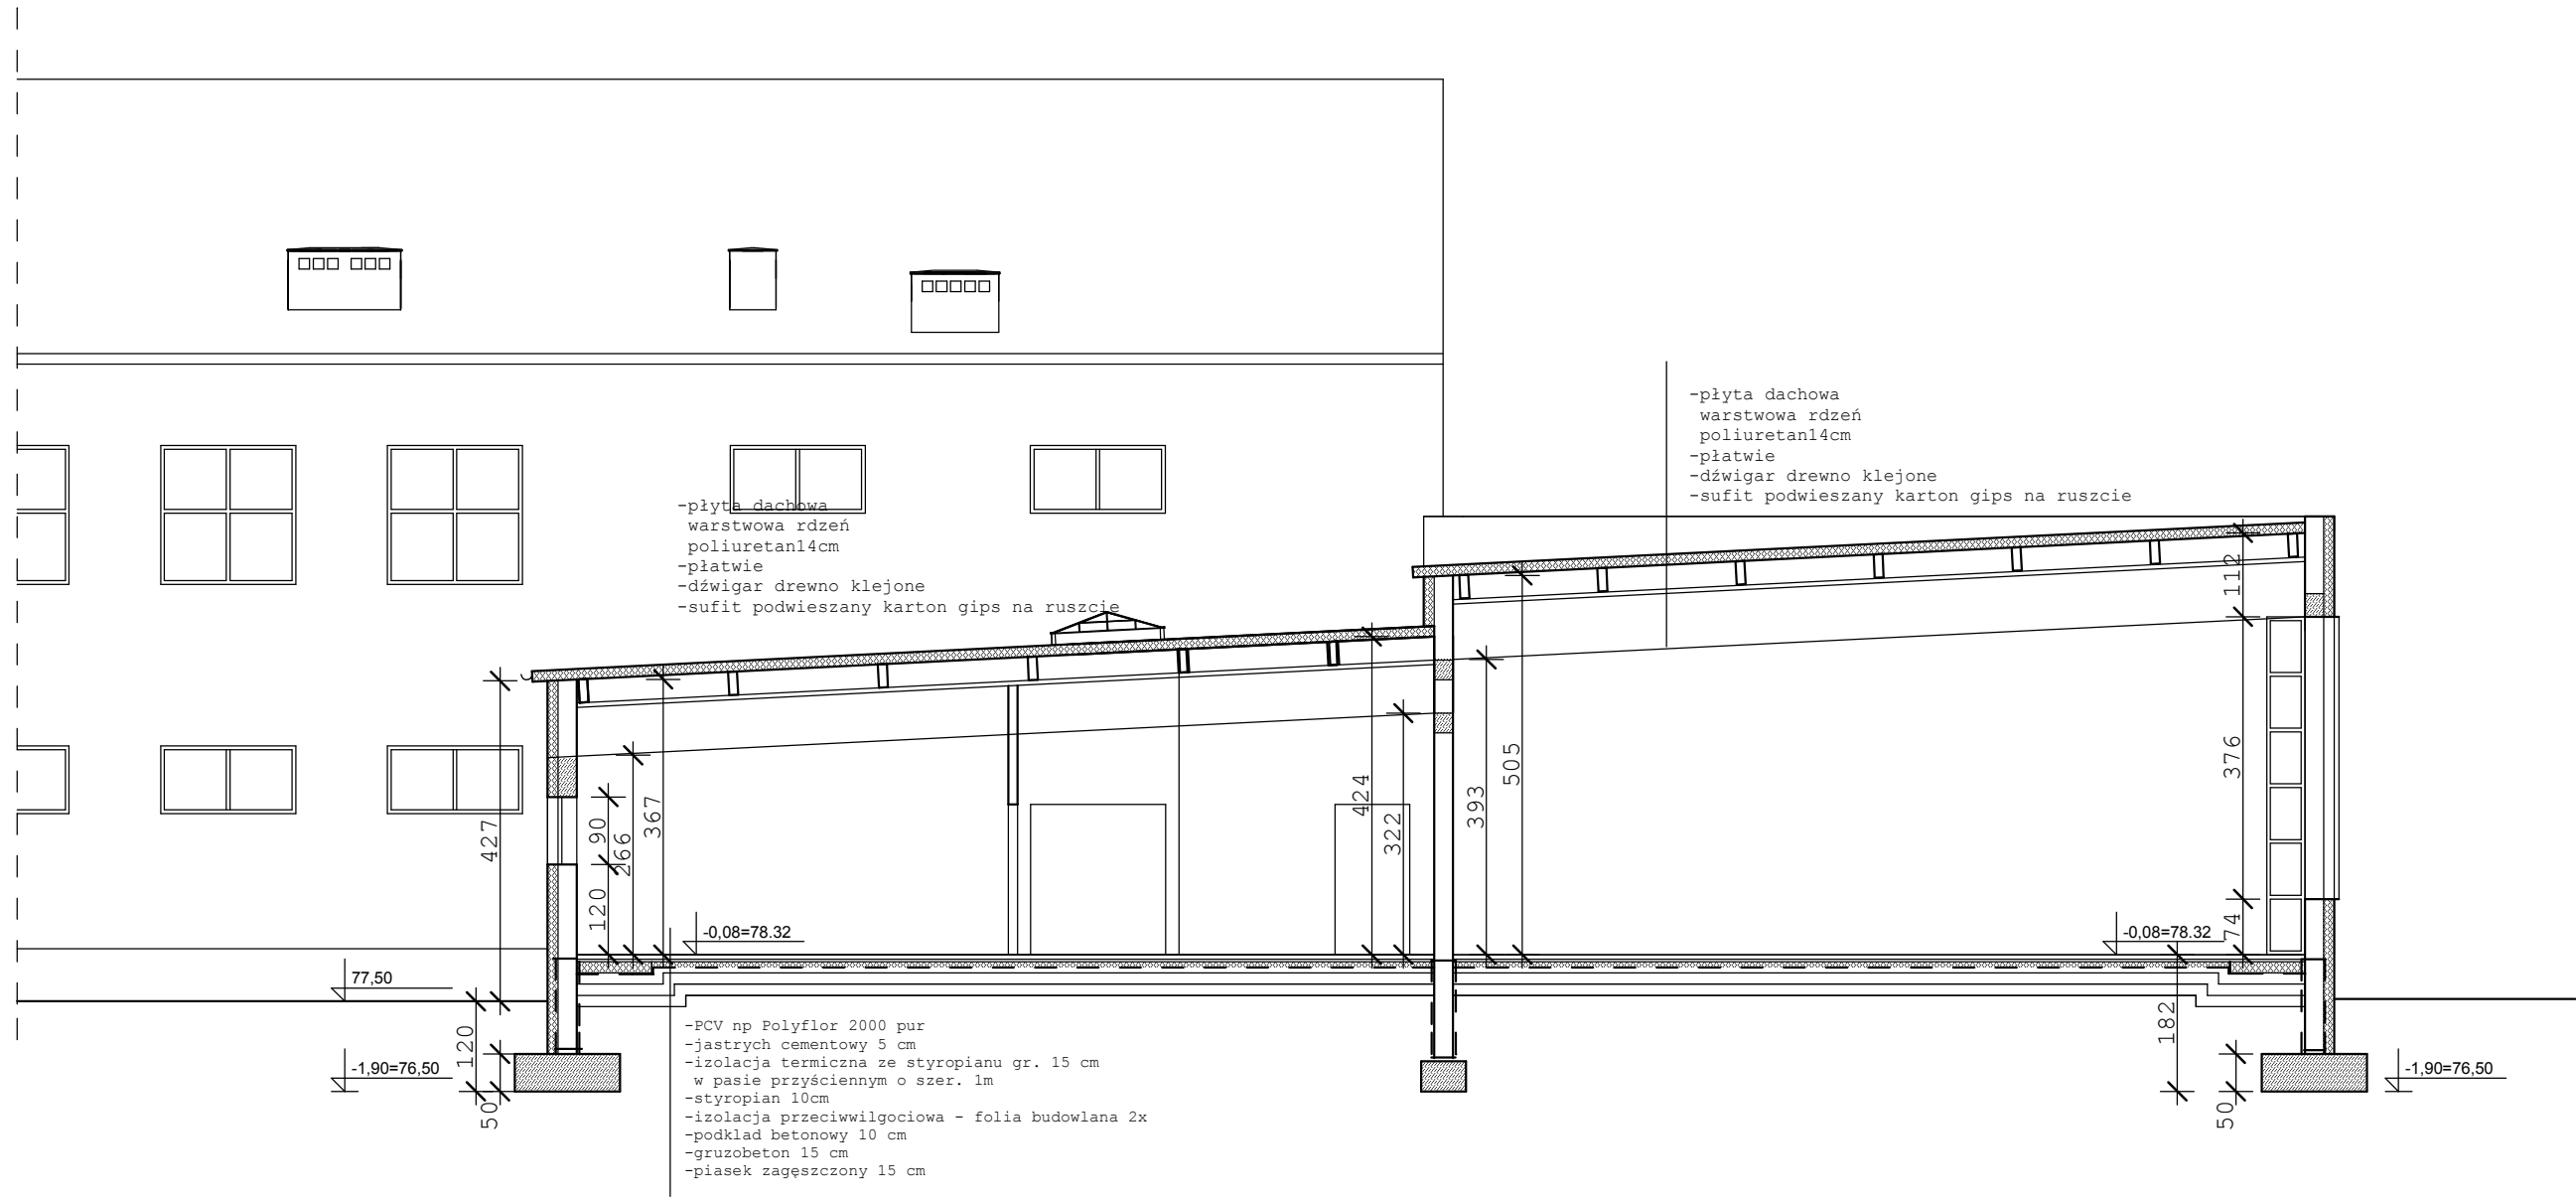 -płyta dachowa
warstwowa rdzeń
poliuretan14cm
-płatwie
-dźwigar drewno klejone
-sufit podwieszany karton gips na ruszcie
-płyta dachowa
warstwowa rdzeń
poliuretan14cm
-płatwie
-dźwigar drewno klejone
-sufit podwieszany karton gips na ruszcie
427
90
120
266
367
424
322
393
505
112
376
74
-0,08=78.32
-0,08=78.32
77,50
120
50
-1,90=76,50
182
50
-1,90=76,50
-PCV np Polyflor 2000 pur
-jastrych cementowy 5 cm
-izolacja termiczna ze styropianu gr. 15 cm
w pasie przyściennym o szer. 1m
-styropian 10cm
-izolacja przeciwwilgociowa - folia budowlana 2x
-podklad betonowy 10 cm
-gruzobeton 15 cm
-piasek zagęszczony 15 cm